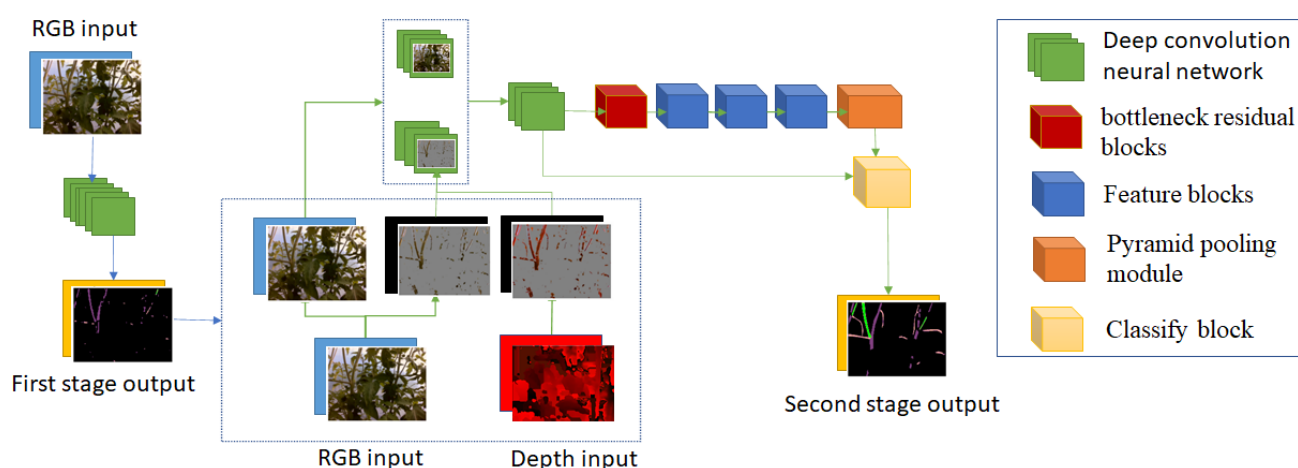 RGB input
First stage output
RGB input
Depth input
Second stage output
Deep convolution
neural network
bottleneck residual
blocks
Feature blocks
Pyramid pooling
module
Classify block